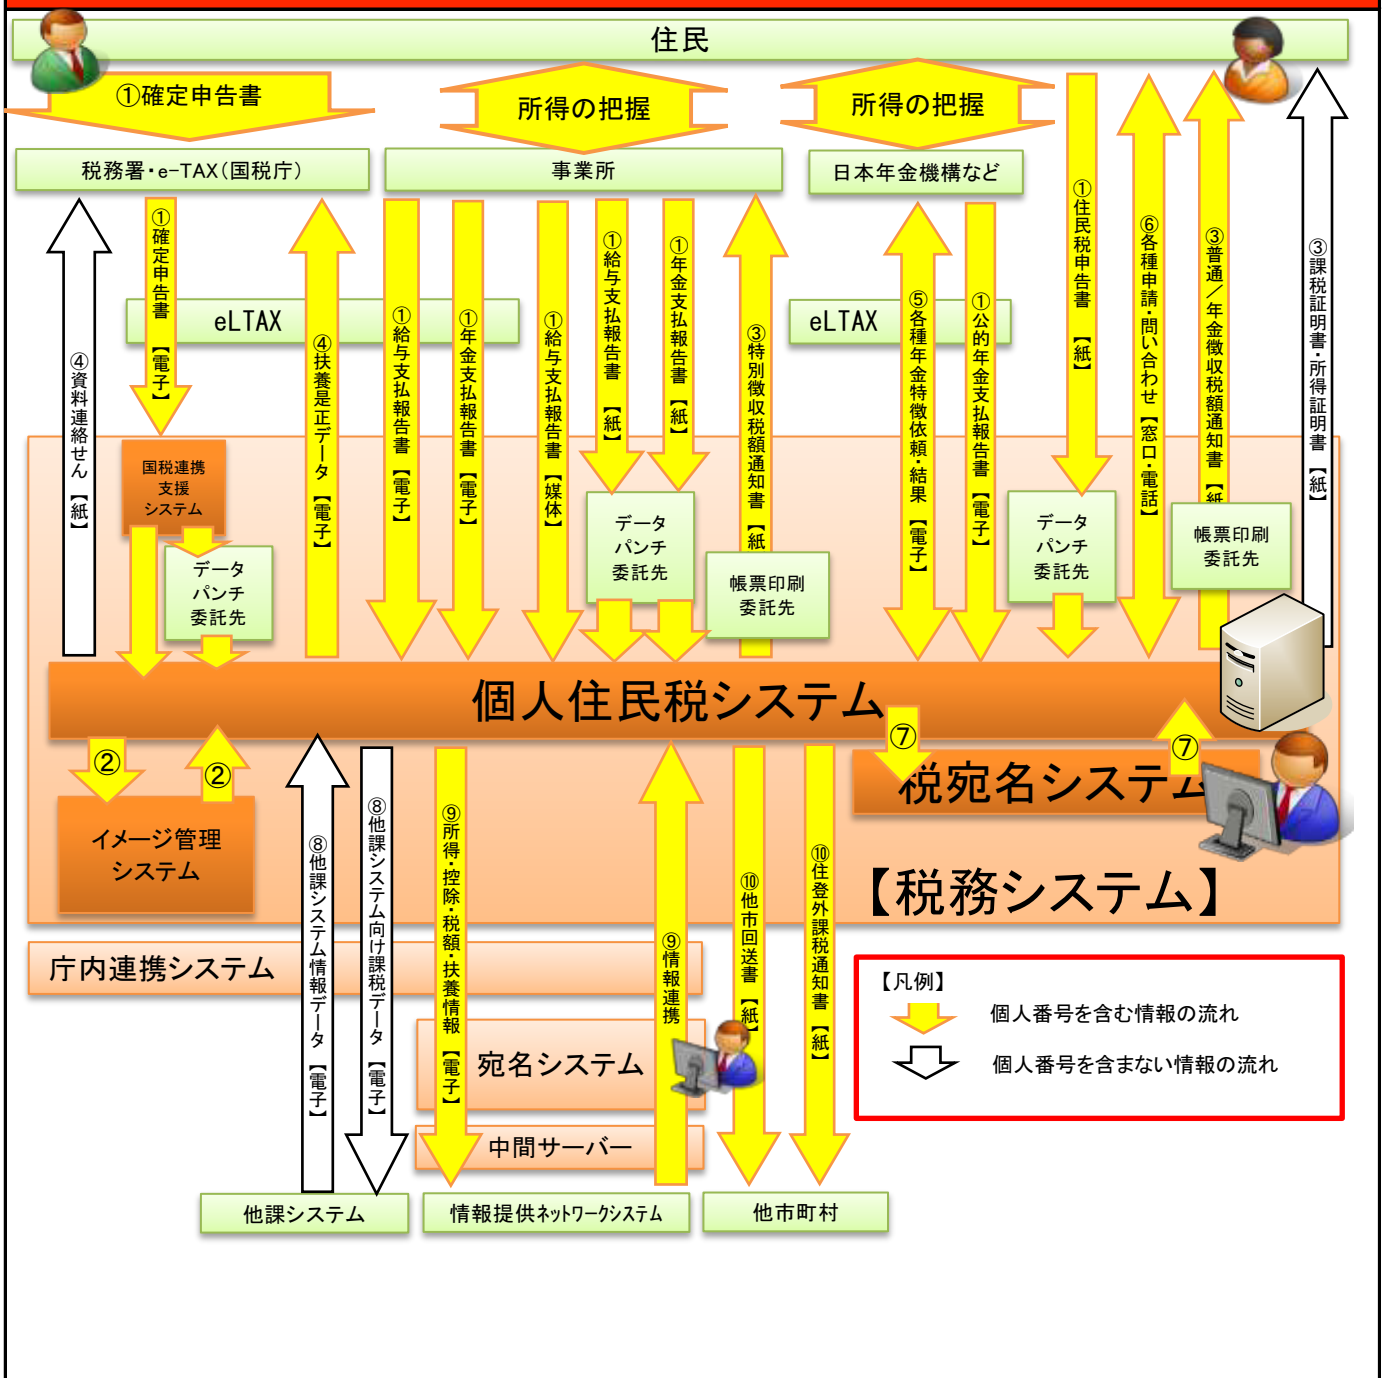 住民
①確定申告書
所得の把握
所得の把握
税務署・e-TAX(国税庁)
事業所
日本年金機構など
④資料連絡せん 【紙】
①確定申告書 【電子】
eLTAX
④扶養是正データ 【電子】
①給与支払報告書 【電子】
①年金支払報告書 【電子】
①給与支払報告書 【媒体】
①給与支払報告書 【紙】
①年金支払報告書 【紙】
③特別徴収税額通知書 【紙
eLTAX
⑤各種年金特徴依頼・結果 【電子】
①公的年金支払報告書 【電子】
①住民税申告書 【紙】
⑥各種申請・問い合わせ 【窓口・電話】
③普通／年金徴収税額通知書 【紙
③課税証明書・所得証明書 【紙】
国税連携
支援
システム
データ
パンチ
委託先
データ
パンチ
委託先
帳票印刷
委託先
データ
パンチ
委託先
帳票印刷
委託先
個人住民税システム
②
②
⑦
⑦
税宛名システム
イメージ管理
システム
【税務システム】
⑧他課システム情報データ 【電子】
⑧他課システム向け課税データ 【電子】
⑨所得・控除・税額・扶養情報 【電子】
⑨情報連携
⑩他市回送書 【紙】
⑩住登外課税通知書 【紙】
庁内連携システム
宛名システム
中間サーバー
他課システム
情報提供ネットワークシステム
他市町村
【凡例】
個人番号を含む情報の流れ
個人番号を含まない情報の流れ